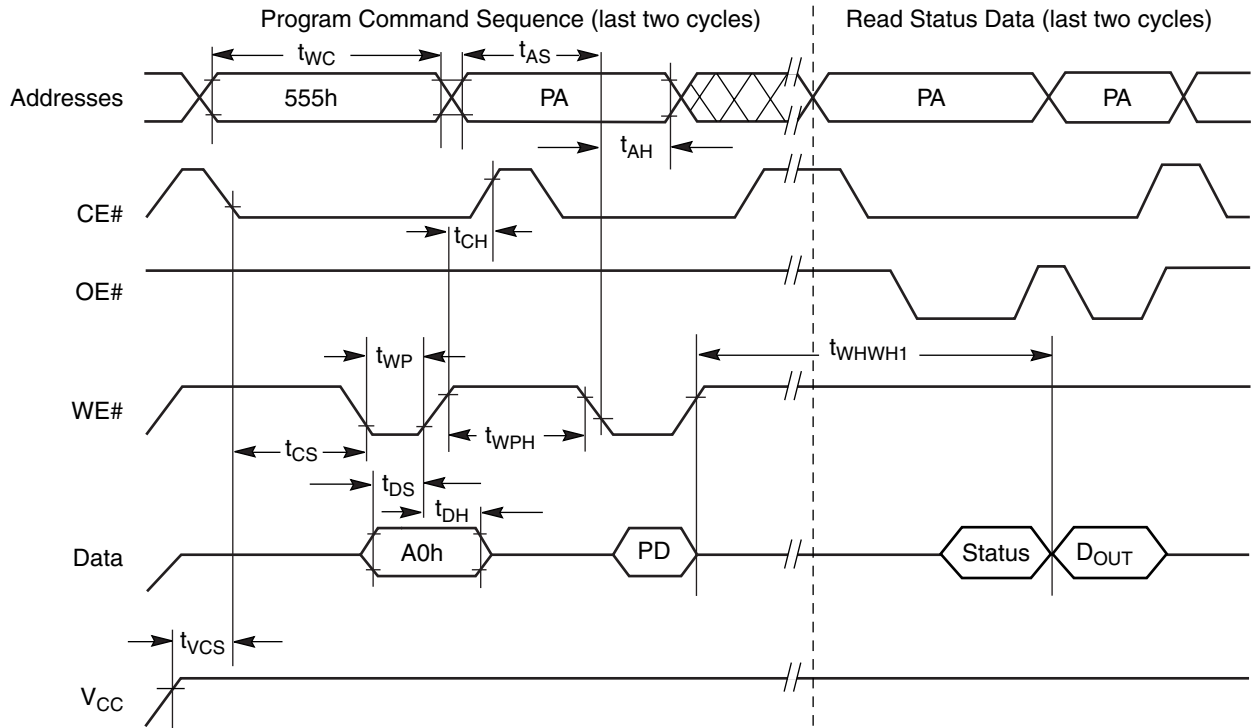 Program Command Sequence (last two cycles)
Read Status Data (last two cycles)
tWC
tAS
Addresses
555h
PA
PA
PA
tAH
CE#
tCH
OE#
tWP
tWHWH1
WE#
tCS
tWPH
tDS
tDH
Data
A0h
PD
Status
DOUT
tVCS
VCC